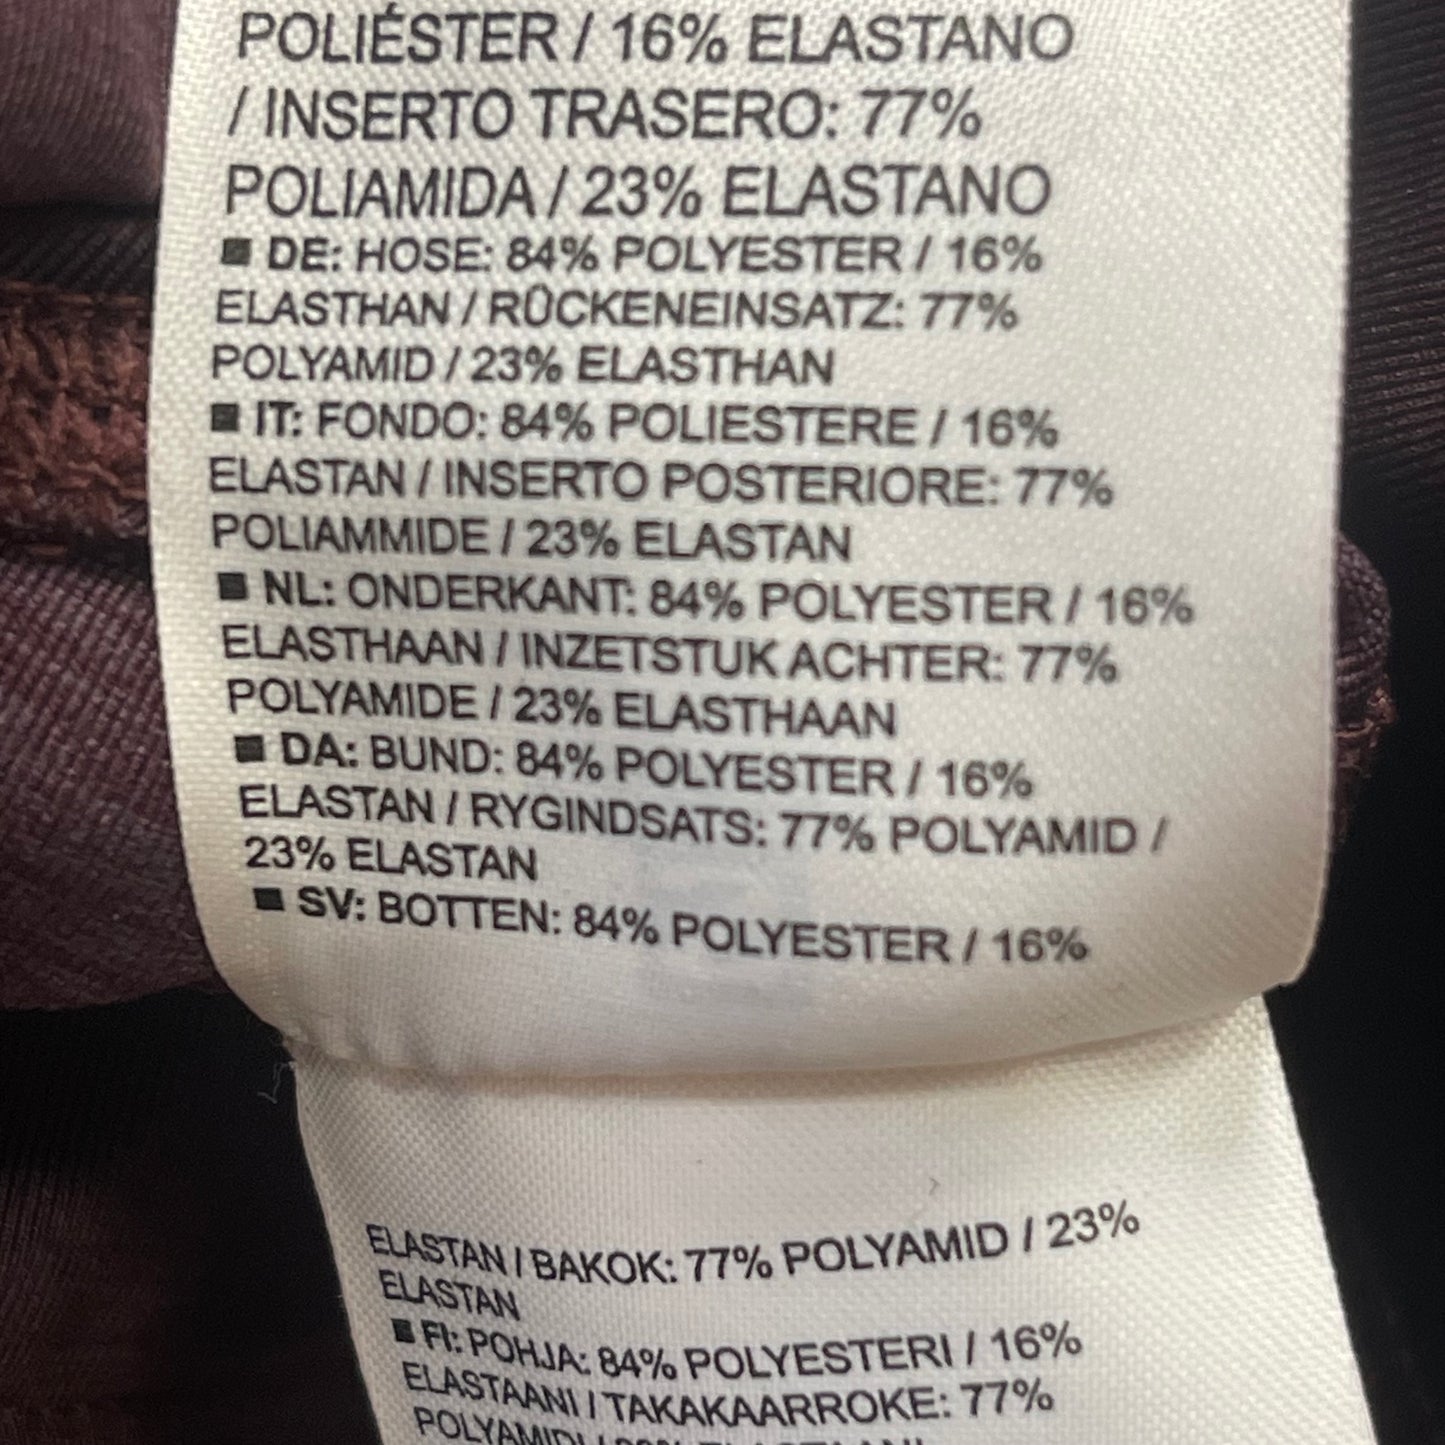 POLIÉSTER / 16% ELASTANO
/ INSERTO TRASERO: 77%
POLIAMIDA / 23% ELASTANO
■ DE: HOSE: 84% POLYESTER / 16%
ELASTHAN / RÜCKENEINSATZ: 77%
POLYAMID / 23% ELASTHAN
■ IT: FONDO: 84% POLIESTERE / 16%
ELASTAN / INSERTO POSTERIORE: 77%
POLIAMMIDE / 23% ELASTAN
■ NL: ONDERKANT: 84% POLYESTER / 16%
ELASTHAAN / INZETSTUK ACHTER: 77%
POLYAMIDE / 23% ELASTHAAN
■ DA: BUND: 84% POLYESTER / 16%
ELASTAN / RYGINDSATS: 77% POLYAMID /
23% ELASTAN
■ SV: BOTTEN: 84% POLYESTER / 16%
ELASTAN / BAKOK: 77% POLYAMID / 23%
ELASTAN
■ FI: POHJA: 84% POLYESTERI / 16%
ELASTAANI / TAKAKAARROKE: 77%
POLYAMIDI / 23% ELASTAANI